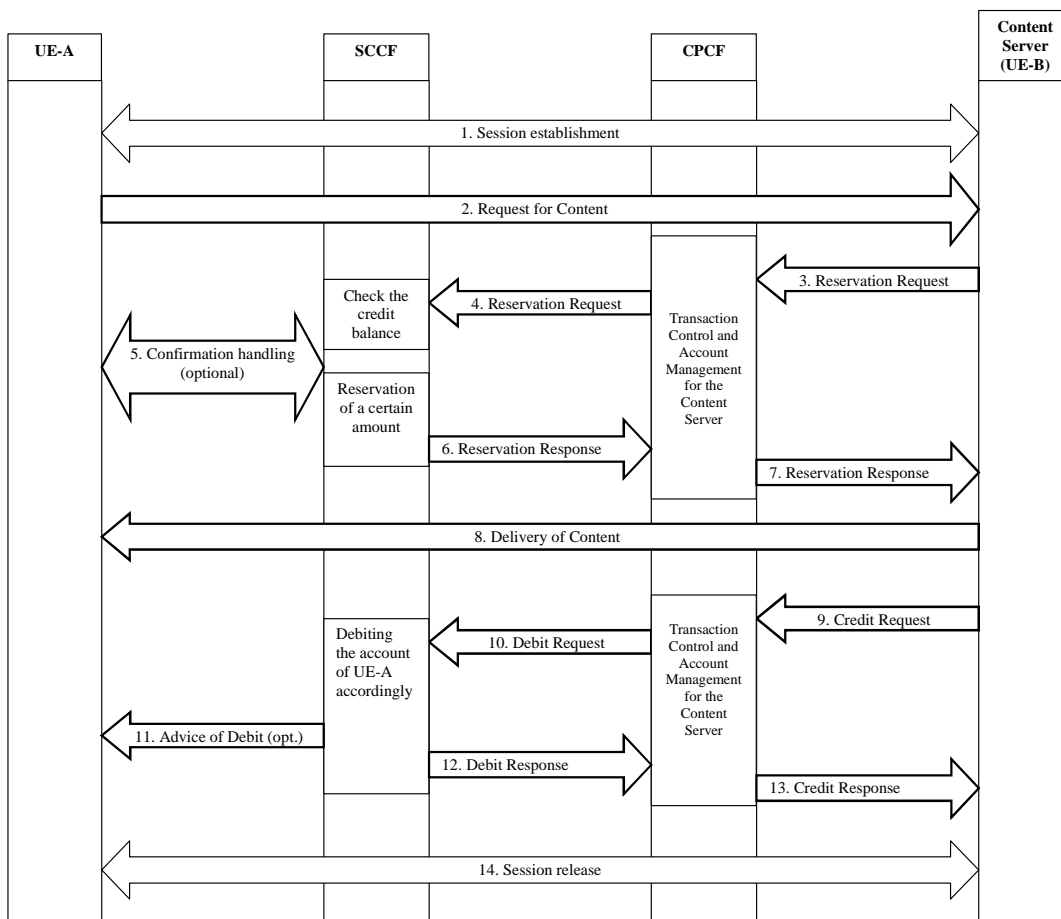 Content
Server
(UE-B)
UE-A
SCCF
CPCF
1. Session establishment
2. Request for Content
3. Reservation Request
4. Reservation Request
Check the
credit
balance
Transaction
Control and
Account
Management
for the
Content
Server
5. Confirmation handling
(optional)
Reservation
of a certain
amount
6. Reservation Response
7. Reservation Response
8. Delivery of Content
9. Credit Request
10. Debit Request
Debiting
the account
of UE-A
accordingly
Transaction
Control and
Account
Management
for the
Content
Server
11. Advice of Debit (opt.)
12. Debit Response
13. Credit Response
14. Session release